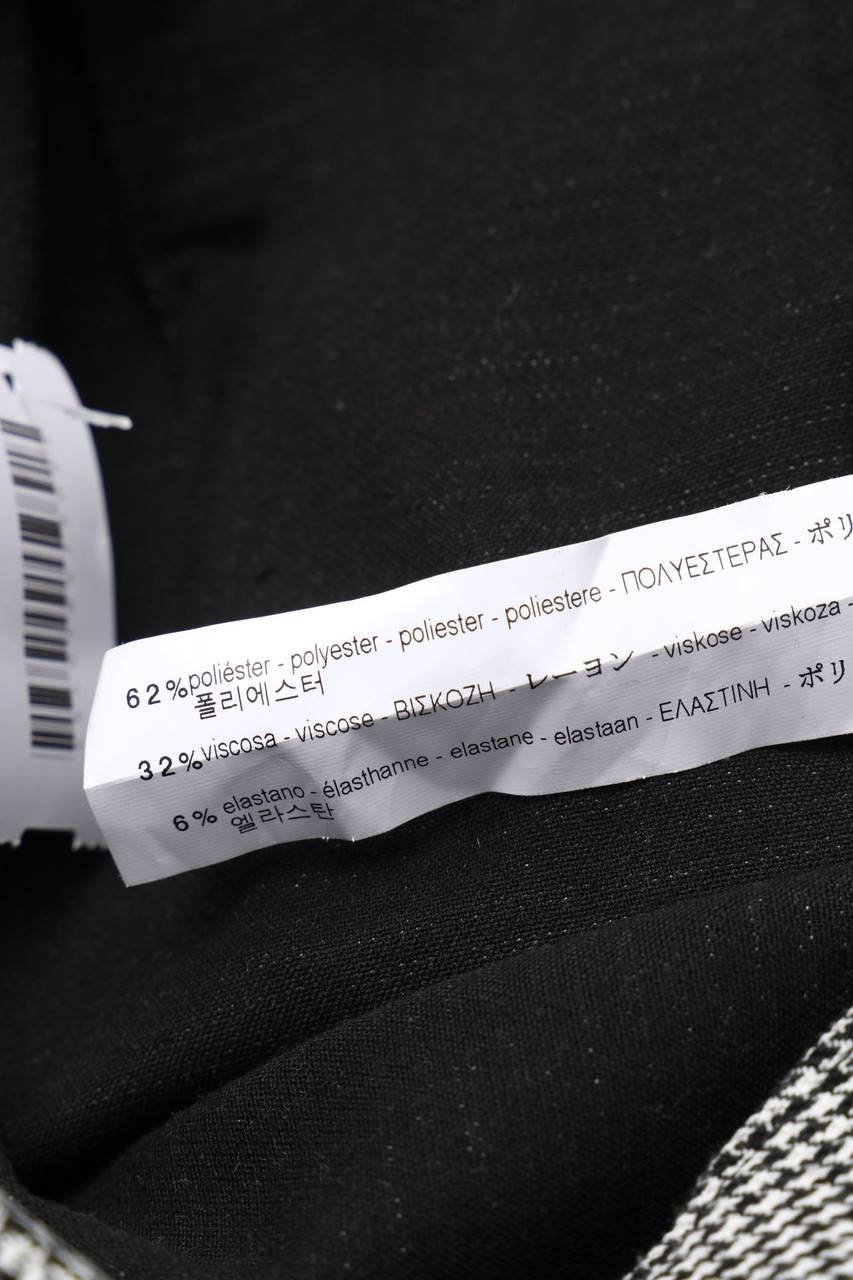 62% poliéster - polyester - poliester - poliestere - ΠΟΛΥΕΣΤΕΡΑΣ - ポリ
폴리에스터
32% viscosa - viscose - ΒΙΣΚΟΖΗ - レーヨン - viskose - viskoza -
6% elastano - élasthanne - elastane - elastaan - ΕΛΑΣΤΙΝΗ - ポリ
엘라스탄